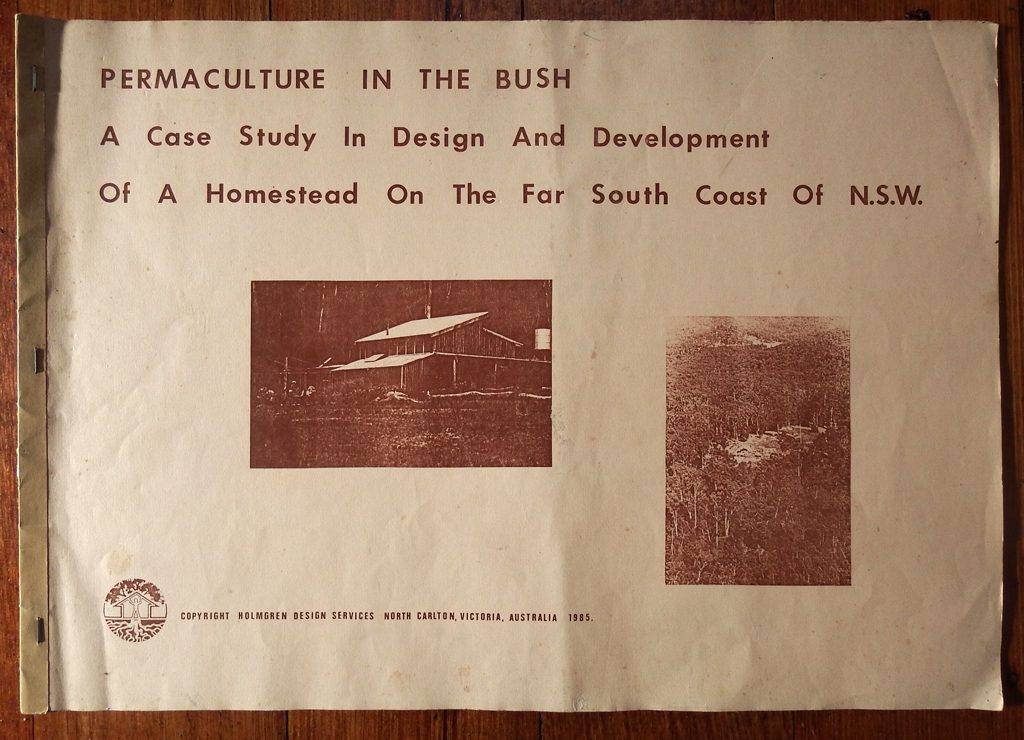 PERMACULTURE IN THE BUSH
A Case Study In Design And Development
Of A Homestead On The Far South Coast Of N.S.W.
COPYRIGHT HOLMGREN DESIGN SERVICES NORTH CARLTON, VICTORIA, AUSTRALIA 1985.